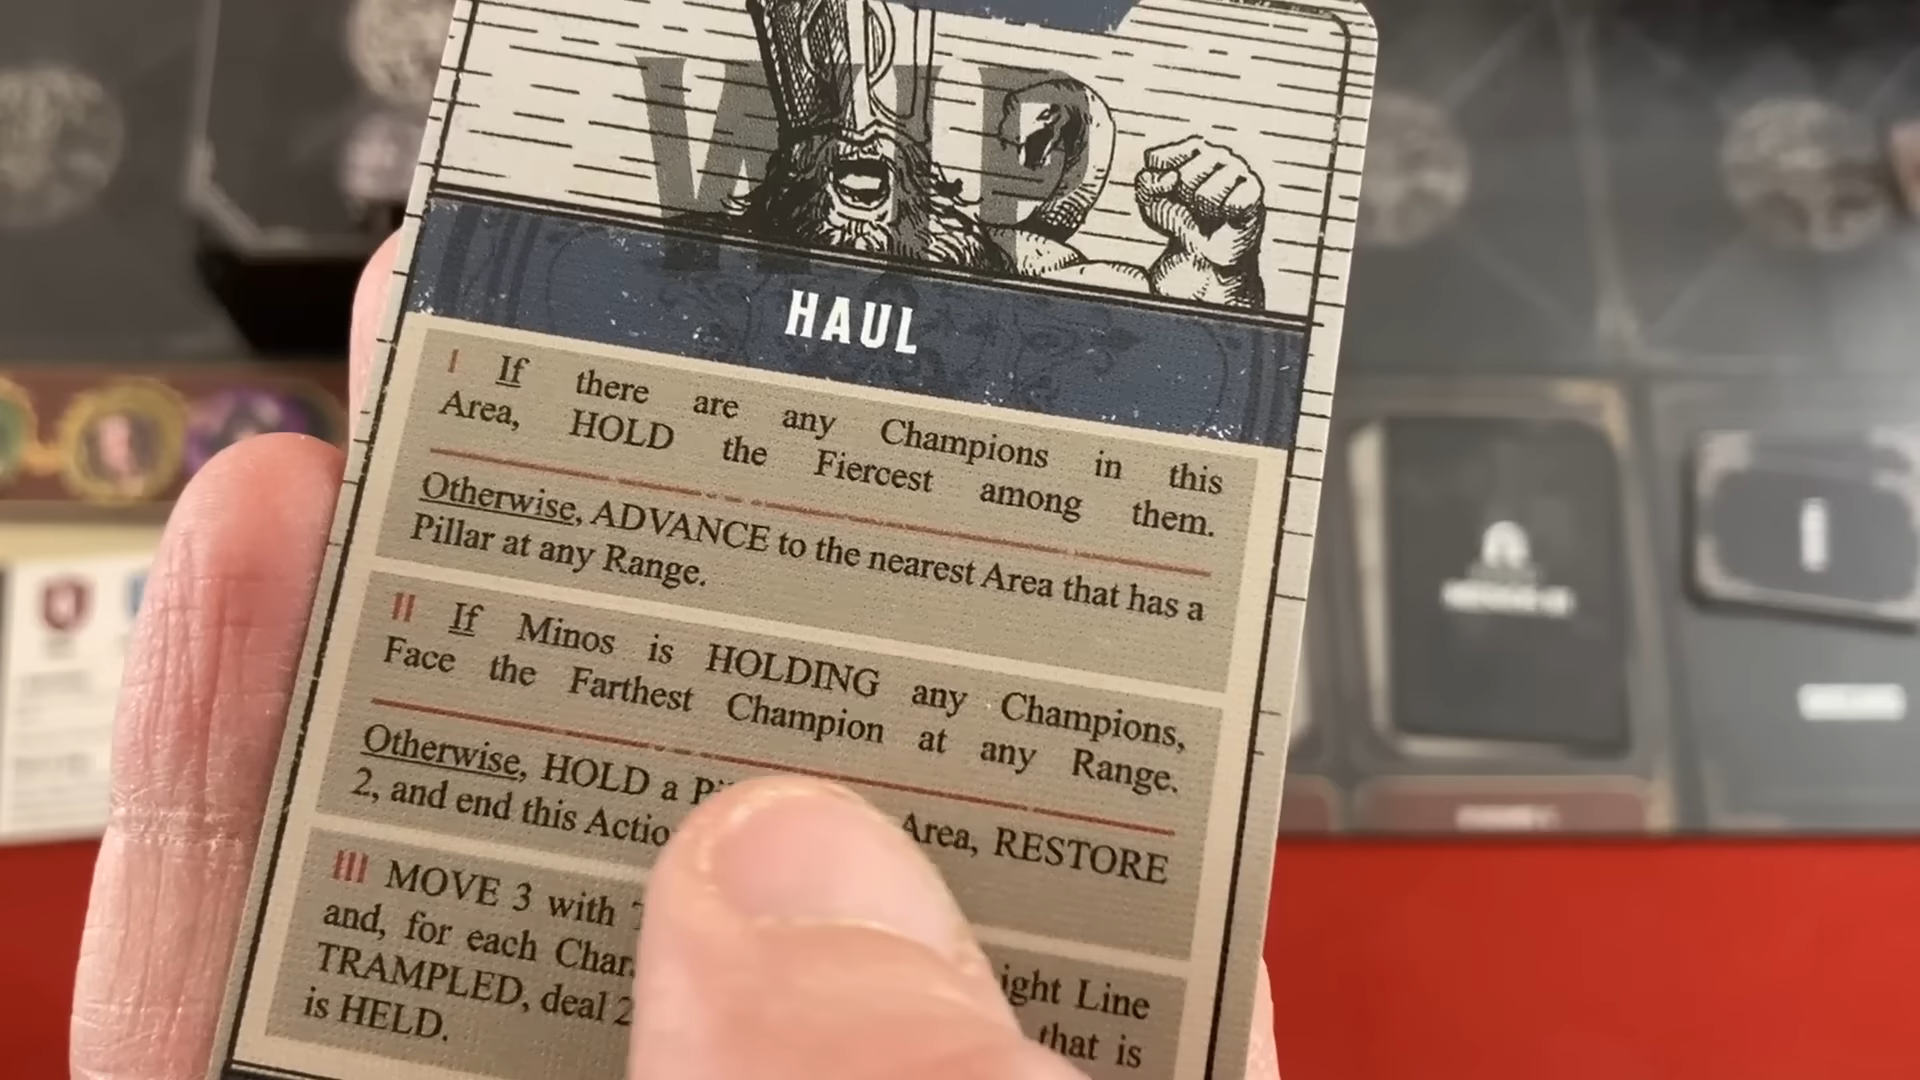 WIP
HAUL
I If there are any Champions in this
Area, HOLD the Fiercest among them.
Otherwise, ADVANCE to the nearest Area that has a
Pillar at any Range.
II If Minos is HOLDING any Champions,
Face the Farthest Champion at any Range.
Otherwise, HOLD a Area, RESTORE
2, and end this
III MOVE 3 with ight Line
and, for each
TRAMPLED, deal 2 that is
is HELD.